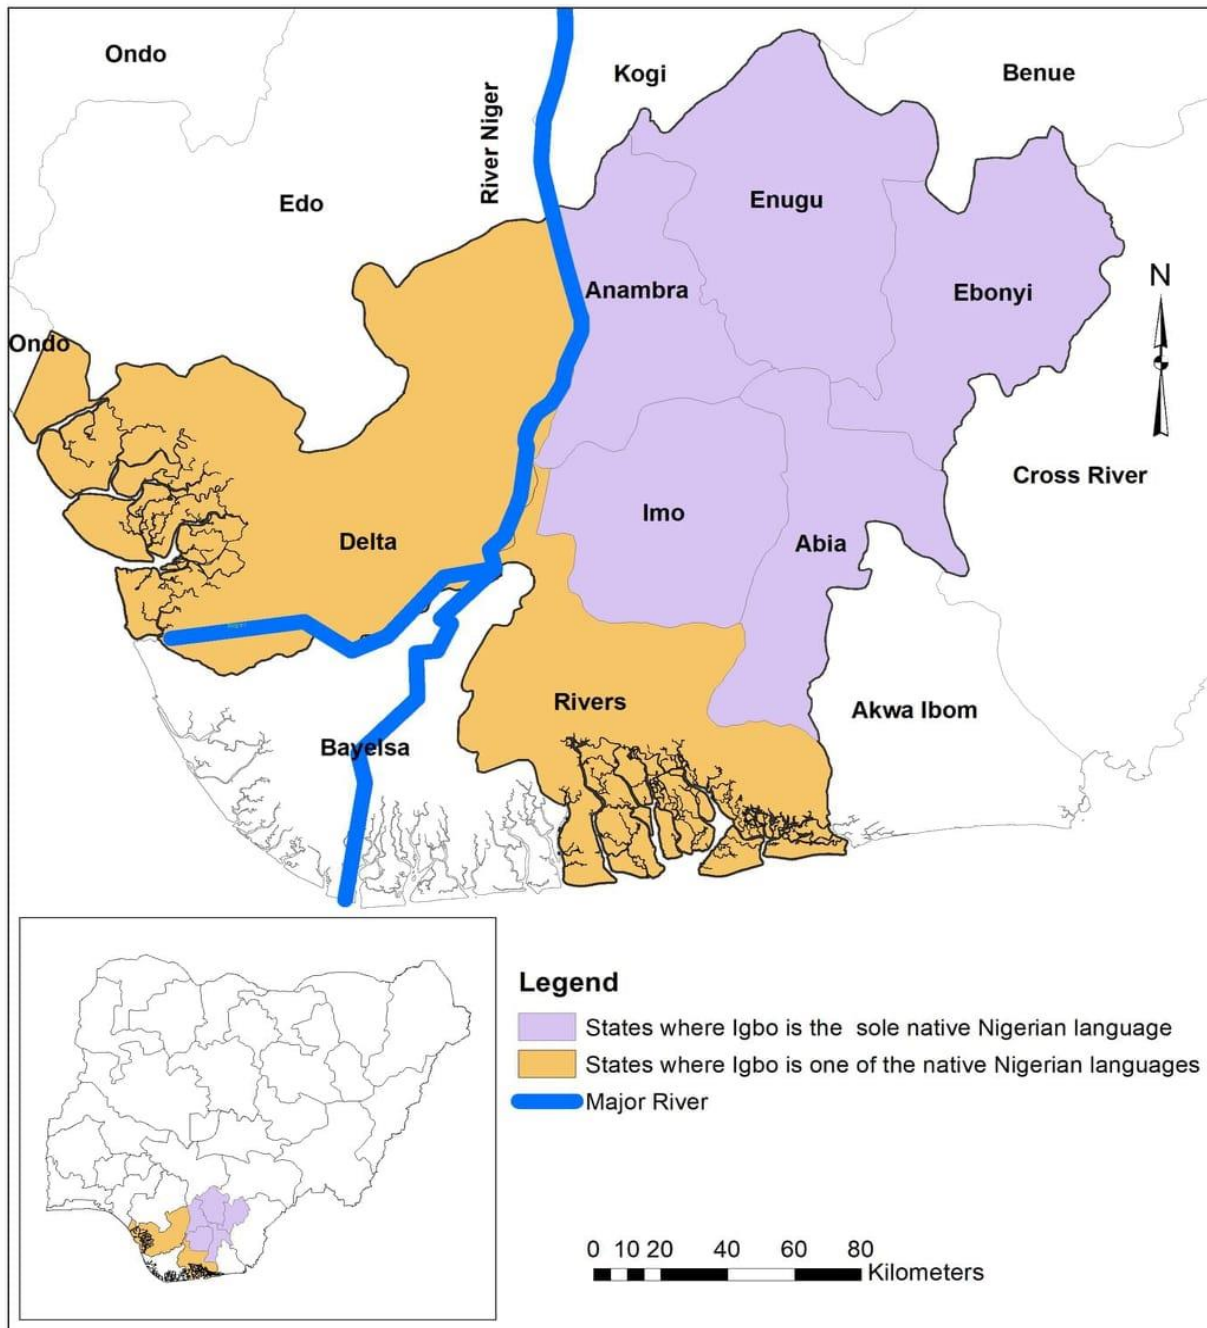 Ondo
Kogi
Benue
River Niger
Edo
Enugu
Anambra
Ebonyi
N
Ondo
Cross River
Imo
Delta
Abia
Rivers
Akwa Ibom
Bayelsa
Legend
States where Igbo is the sole native Nigerian language
States where Igbo is one of the native Nigerian languages
Major River
0 10 20 40 60 80
Kilometers